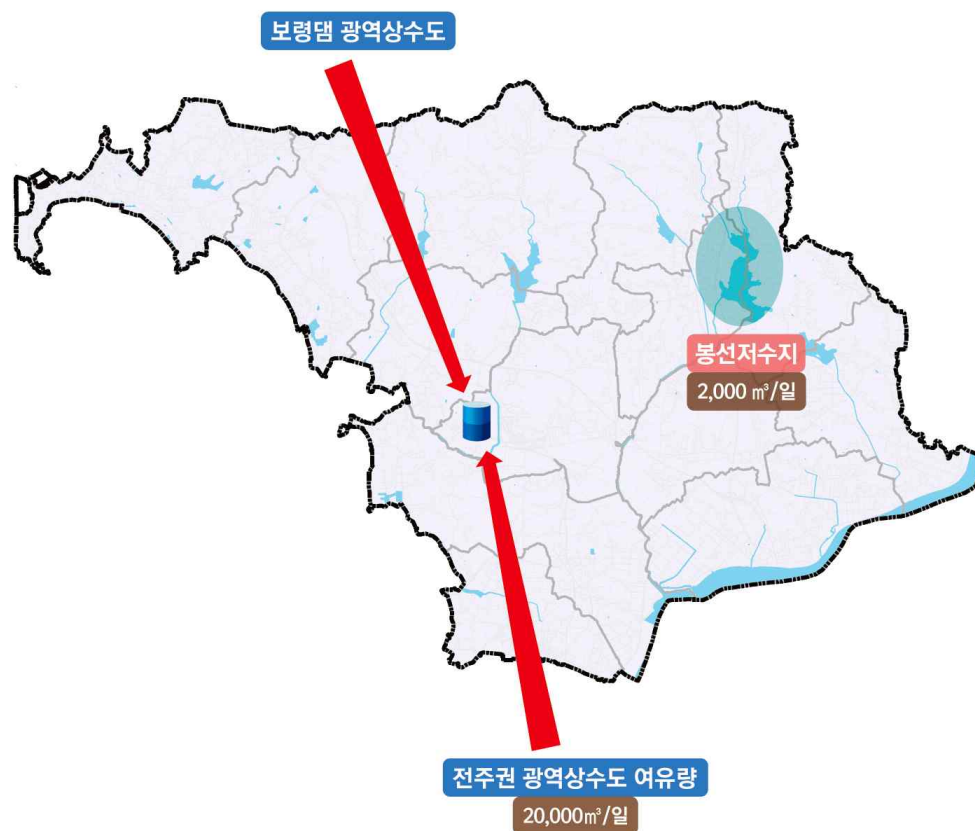 보령댐 광역상수도
봉선저수지
2,000 ㎥/일
전주권 광역상수도 여유량
20,000㎥/일